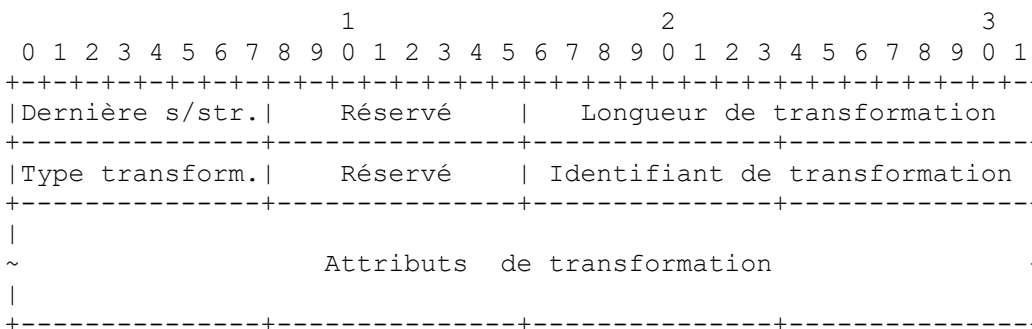 1                   2                   3
 0 1 2 3 4 5 6 7 8 9 0 1 2 3 4 5 6 7 8 9 0 1 2 3 4 5 6 7 8 9 0 1
+-+-+-+-+-+-+-+-+-+-+-+-+-+-+-+-+-+-+-+-+-+-+-+-+-+-+-+-+-+-+-+-
|Dernière s/str.|    Réservé    |   Longueur de transformation
+---------------+---------------+---------------+---------------
|Type transform.|    Réservé    | Identifiant de transformation
+---------------+---------------+---------------+---------------
|
~                   Attributs  de transformation               ~
|
+---------------+---------------+---------------+---------------